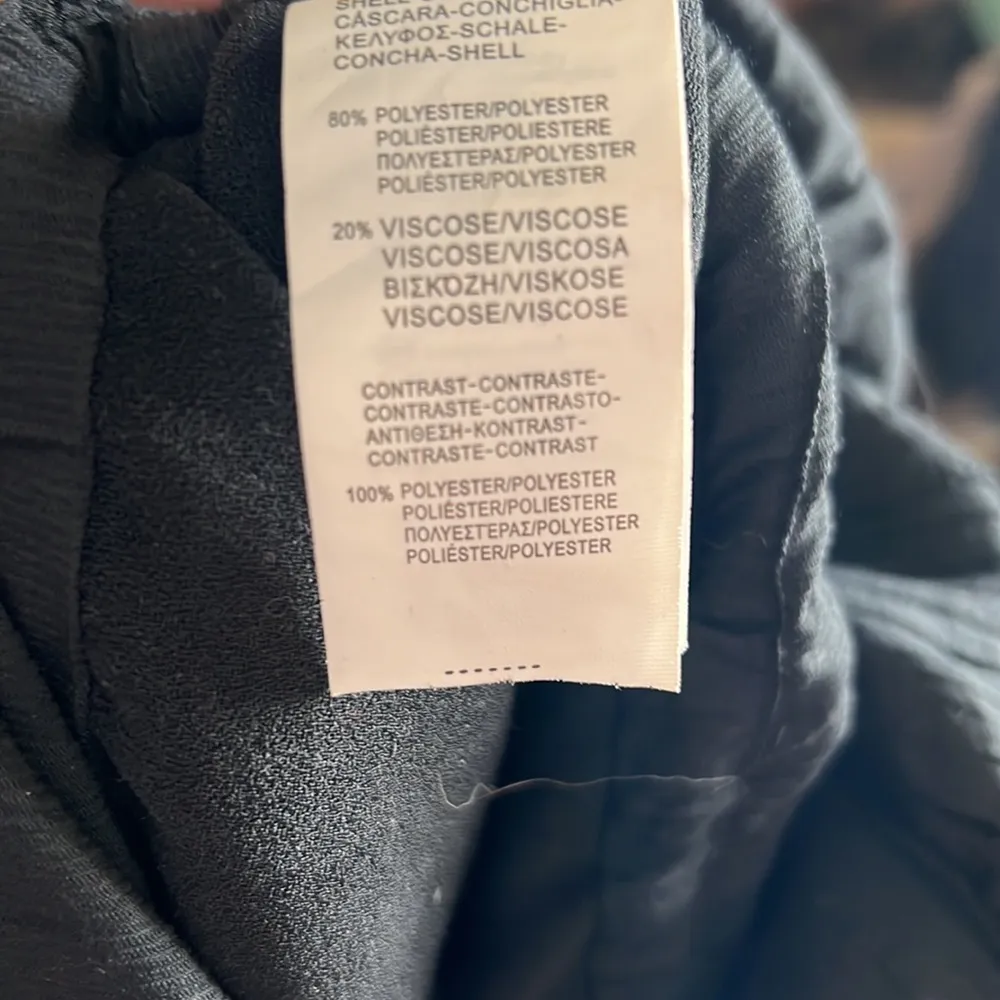 CÁSCARA-CONCHIGLIA-
ΚΕΛΥΦΟΣ-SCHALE-
CONCHA-SHELL
80% POLYESTER/POLYESTER
POLIÉSTER/POLIESTERE
ΠΟΛΥΕΣΤΕΡΑΣ/POLYESTER
POLIÉSTER/POLYESTER
20% VISCOSE/VISCOSE
VISCOSE/VISCOSA
ΒΙΣΚΌΖΗ/VISKOSE
VISCOSE/VISCOSE
CONTRAST-CONTRASTE-
CONTRASTE-CONTRASTO-
ΑΝΤΙΘΕΣΗ-KONTRAST-
CONTRASTE-CONTRAST
100% POLYESTER/POLYESTER
POLIÉSTER/POLIESTERE
ΠΟΛΥΕΣΤΕΡΑΣ/POLYESTER
POLIÉSTER/POLYESTER